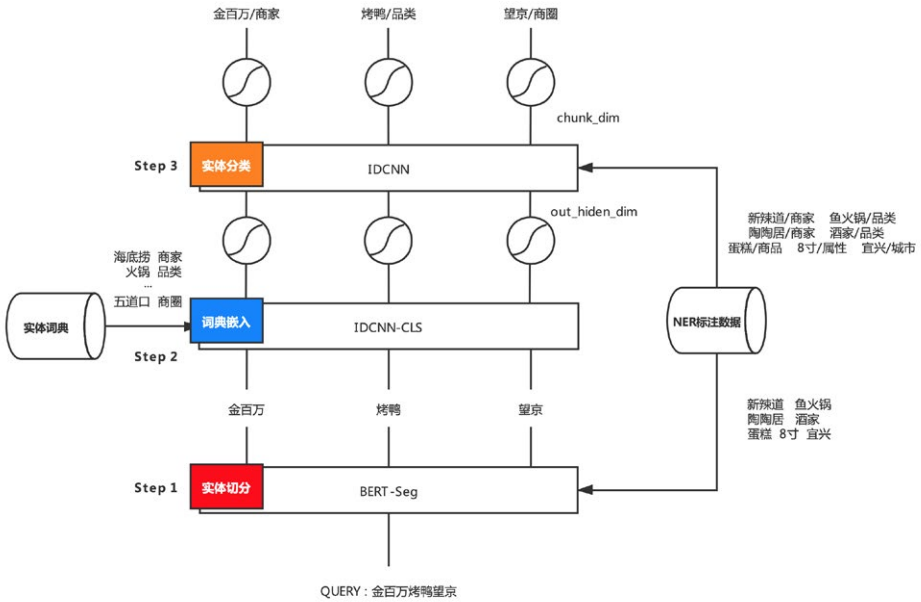 金百万/商家 烤鸭/品类 望京/商圈
chunk_dim
Step 3 实体分类 IDCNN
out_hiden_dim
新辣道/商家 鱼火锅/品类
陶陶居/商家 酒家/品类
蛋糕/商品 8寸/属性 宜兴/城市
海底捞 商家
火锅 品类
...
五道口 商圈
实体词典
词典嵌入 IDCNN-CLS
NER标注数据
Step 2
金百万 烤鸭 望京
新辣道 鱼火锅
陶陶居 酒家
蛋糕 8寸 宜兴
Step 1 实体切分 BERT-Seg
QUERY：金百万烤鸭望京